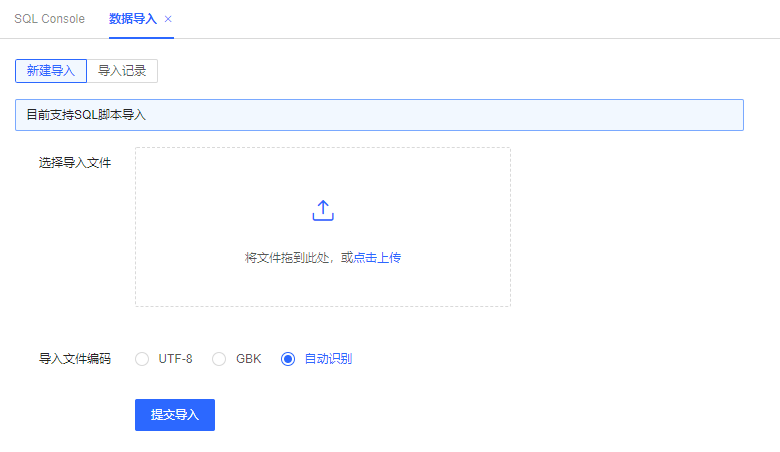 SQL Console 数据导入 ×
新建导入 导入记录
目前支持SQL脚本导入
选择导入文件
将文件拖到此处，或点击上传
导入文件编码 UTF-8 GBK 自动识别
提交导入